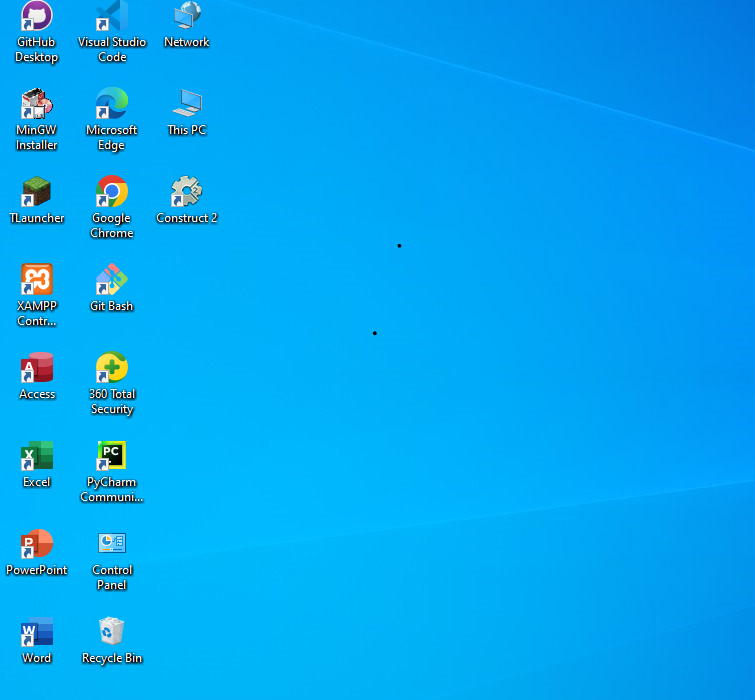 GitHub
Desktop
Visual Studio
Code
Network
MinGW
Installer
Microsoft
Edge
This PC
TLauncher
Google
Chrome
Construct 2
XAMPP
Contr...
Git Bash
A
Access
360 Total
Security
X
Excel
PC
PyCharm
Communi...
P
PowerPoint
Control
Panel
W
Word
Recycle Bin